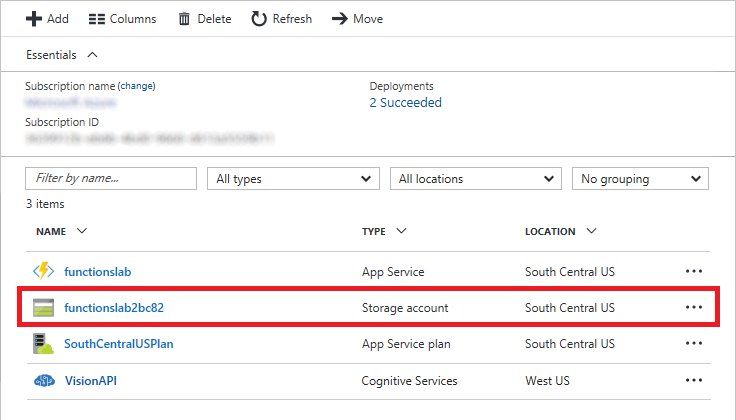 Add Columns Delete Refresh Move
Essentials
Subscription name (change) Deployments
2 Succeeded
Subscription ID
Filter by name... All types All locations No grouping
3 items
NAME TYPE LOCATION
functionslab App Service South Central US
functionslab2bc82 Storage account South Central US
SouthCentralUSPlan App Service plan South Central US
VisionAPI Cognitive Services West US